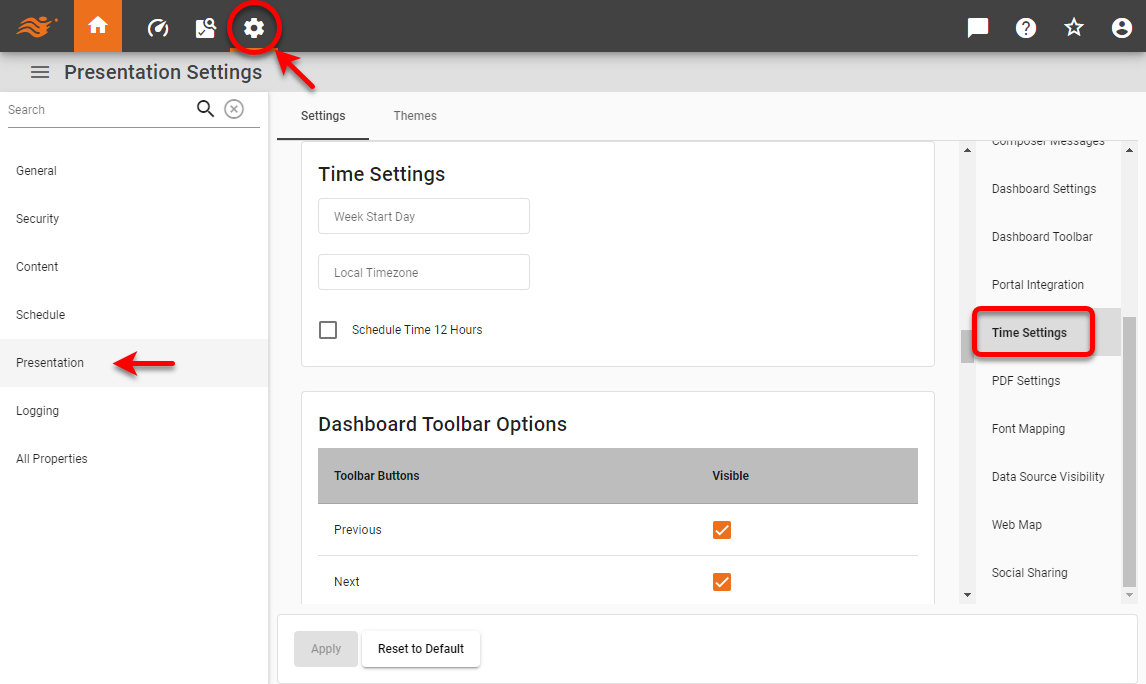 Presentation Settings
Search
General
Security
Content
Schedule
Presentation
Logging
All Properties
Settings
Themes
Time Settings
Week Start Day
Local Timezone
Schedule Time 12 Hours
Dashboard Toolbar Options
Toolbar Buttons Visible
Previous
Next
Composer Messages
Dashboard Settings
Dashboard Toolbar
Portal Integration
Time Settings
PDF Settings
Font Mapping
Data Source Visibility
Web Map
Social Sharing
Apply
Reset to Default